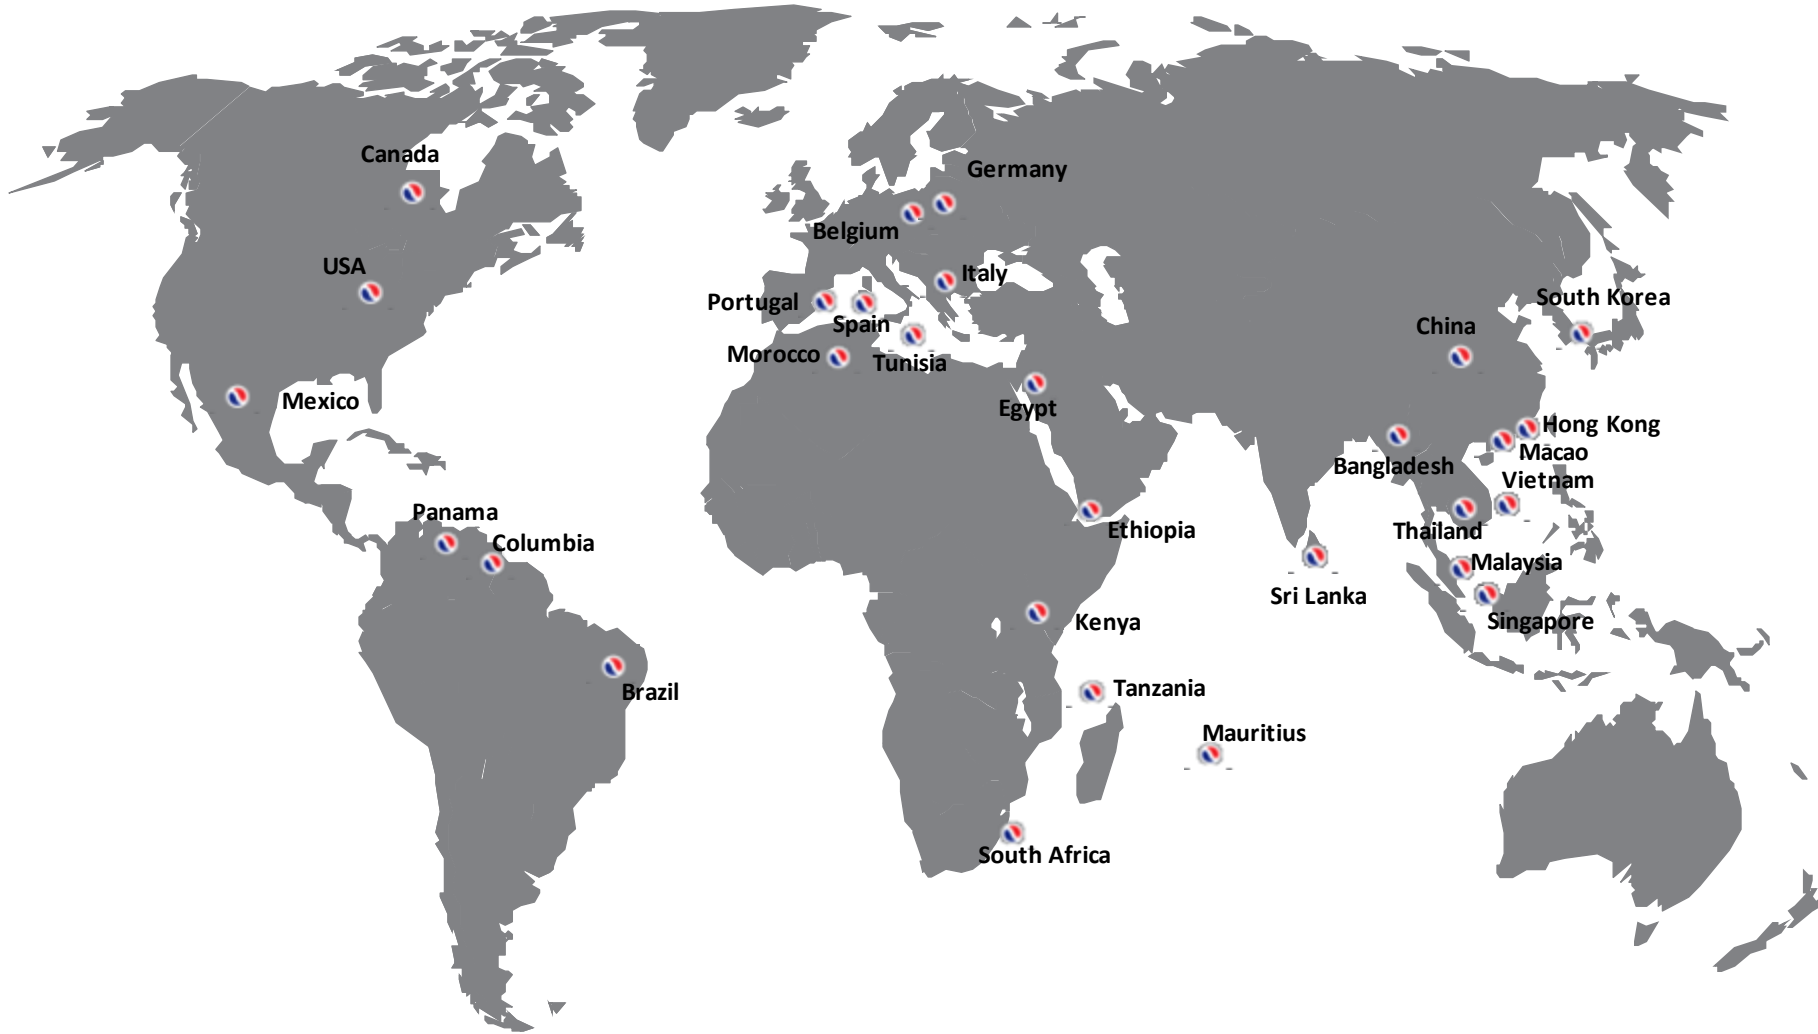 Canada
Germany
Belgium
USA
Italy
Portugal
Spain
South Korea
China
Morocco
Tunisia
Mexico
Egypt
Hong Kong
Macao
Bangladesh
Vietnam
Panama
Columbia
Ethiopia
Thailand
Malaysia
Sri Lanka
Singapore
Kenya
Brazil
Tanzania
Mauritius
South Africa